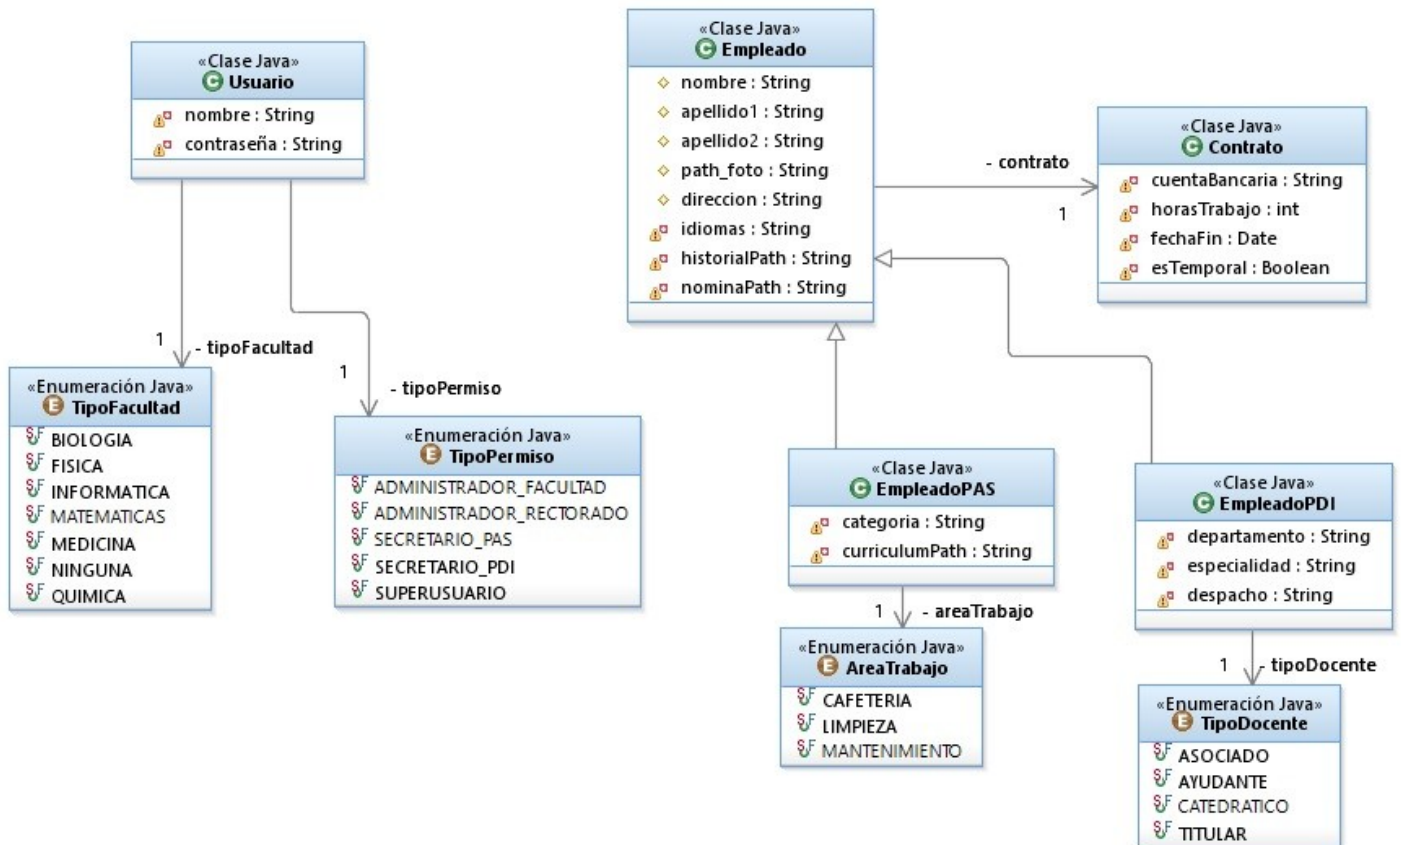 «Clase Java»
Usuario
nombre : String
contraseña : String
1
- tipoFacultad
1
- tipoPermiso
«Enumeración Java»
TipoFacultad
BIOLOGIA
FISICA
INFORMATICA
MATEMATICAS
MEDICINA
NINGUNA
QUIMICA
«Enumeración Java»
TipoPermiso
ADMINISTRADOR_FACULTAD
ADMINISTRADOR_RECTORADO
SECRETARIO_PAS
SECRETARIO_PDI
SUPERUSUARIO
«Clase Java»
Empleado
nombre : String
apellido1 : String
apellido2 : String
path_foto : String
direccion : String
idiomas : String
historialPath : String
nominaPath : String
- contrato
1
«Clase Java»
Contrato
cuentaBancaria : String
horasTrabajo : int
fechaFin : Date
esTemporal : Boolean
«Clase Java»
EmpleadoPAS
categoria : String
curriculumPath : String
1
- areaTrabajo
«Enumeración Java»
AreaTrabajo
CAFETERIA
LIMPIEZA
MANTENIMIENTO
«Clase Java»
EmpleadoPDI
departamento : String
especialidad : String
despacho : String
1
- tipoDocente
«Enumeración Java»
TipoDocente
ASOCIADO
AYUDANTE
CATEDRATICO
TITULAR